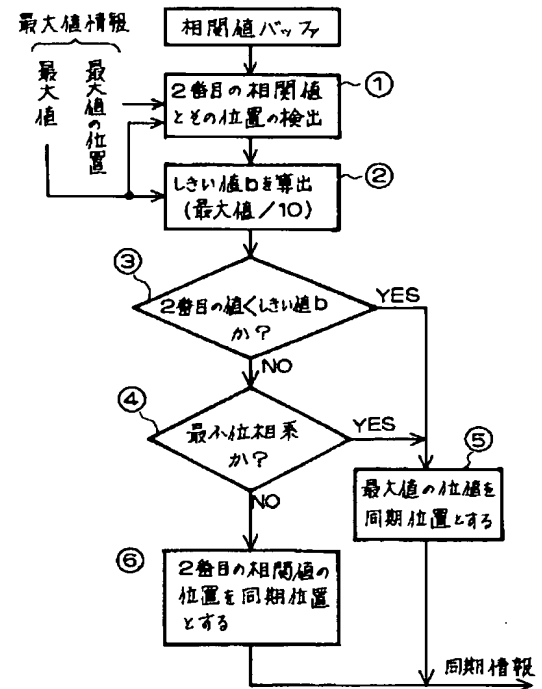 最大値情報
最大値
最大値の位置
相関値バッファ
①
2番目の相関値
とその位置の検出
②
しきい値bを算出
(最大値/10)
③
2番目の値<しきい値b
か?
YES
NO
④
最小位相系
か?
YES
NO
⑤
最大値の位値を
同期位置とする
⑥
2番目の相関値の
位置を同期位置
とする
同期情報